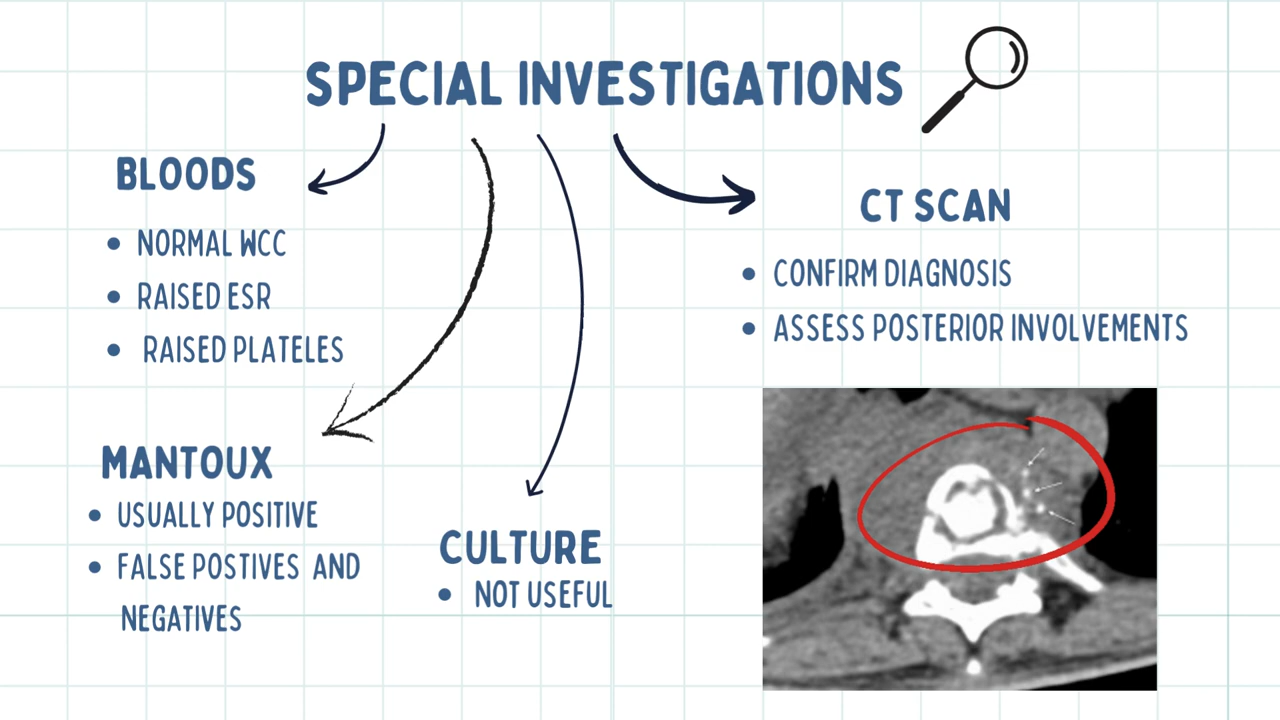 SPECIAL INVESTIGATIONS
BLOODS
• NORMAL WCC
• RAISED ESR
• RAISED PLATELES
MANTOUX
• USUALLY POSITIVE
• FALSE POSTIVES AND
NEGATIVES
CULTURE
• NOT USEFUL
CT SCAN
• CONFIRM DIAGNOSIS
• ASSESS POSTERIOR INVOLVEMENTS